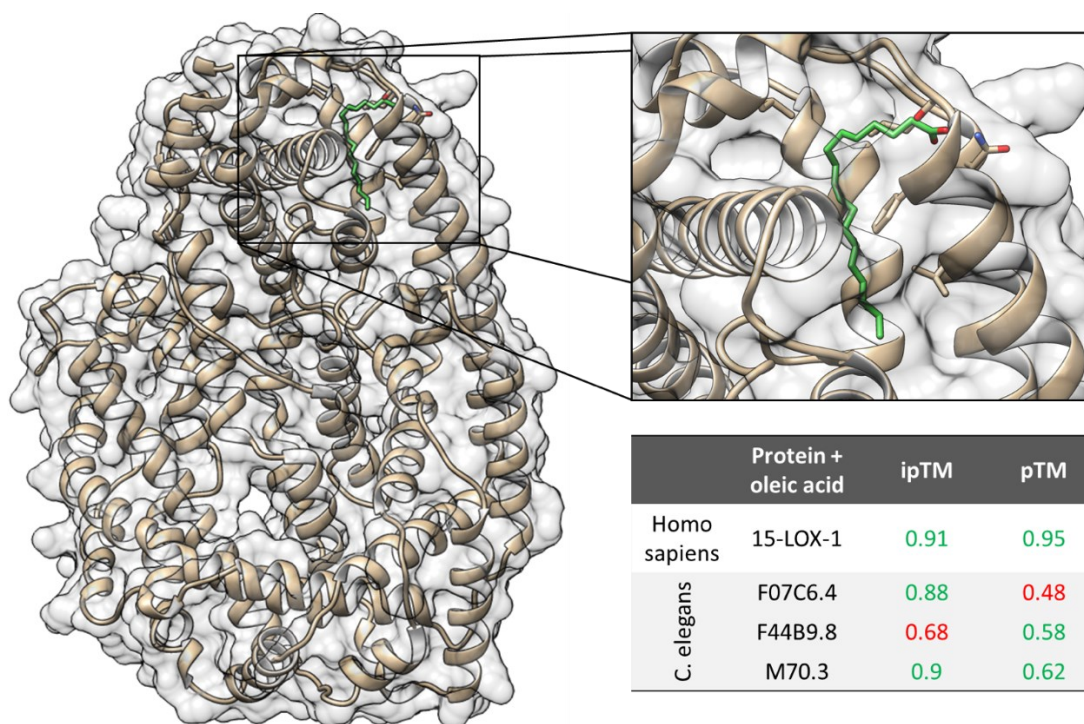 Protein + oleic acid ipTM pTM
Homo sapiens 15-LOX-1 0.91 0.95
C. elegans
F07C6.4 0.88 0.48
F44B9.8 0.68 0.58
M70.3 0.9 0.62